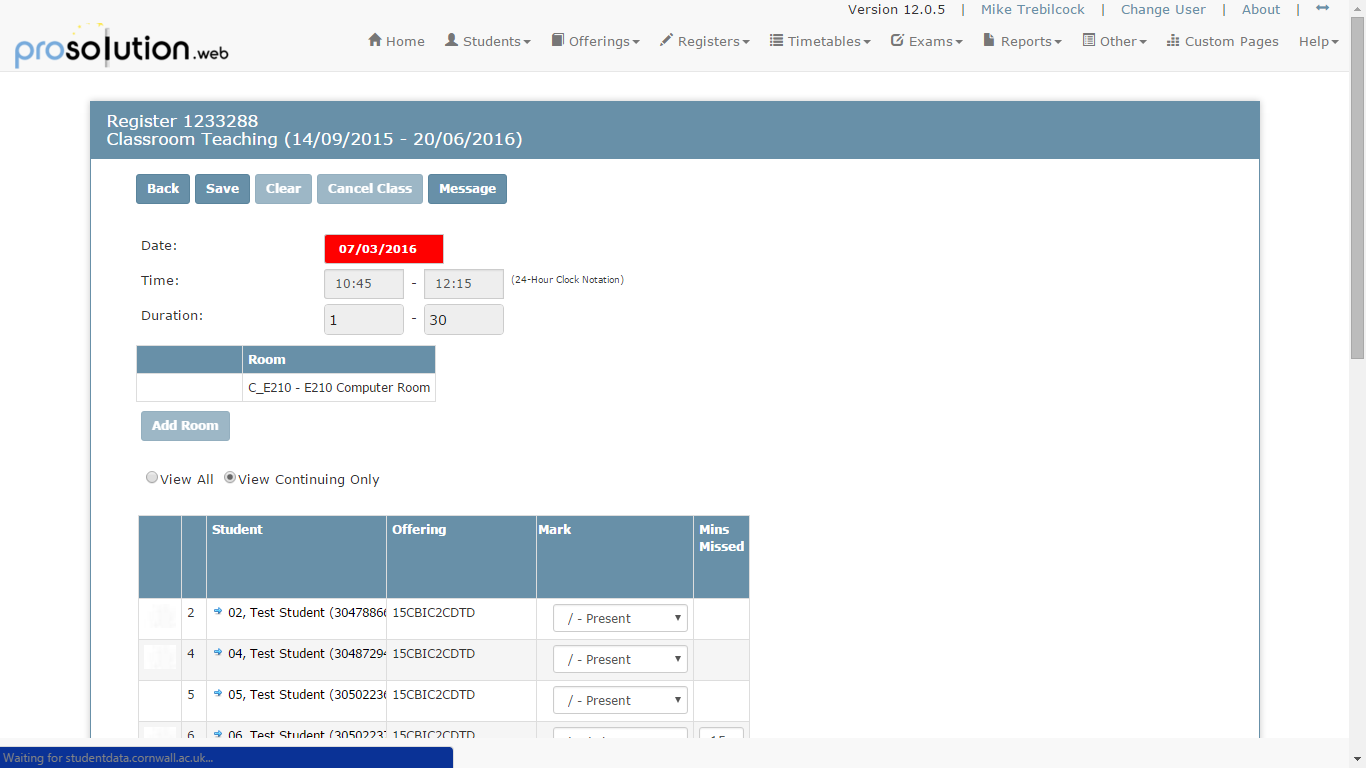 Version 12.0.5 | Mike Trebilcock | Change User | About |
prosolution.web
Home Students Offerings Registers Timetables Exams Reports Other Custom Pages Help
Register 1233288
Classroom Teaching (14/09/2015 - 20/06/2016)
Back Save Clear Cancel Class Message
Date: 07/03/2016
Time: 10:45 - 12:15 (24-Hour Clock Notation)
Duration: 1 - 30
Room
C_E210 - E210 Computer Room
Add Room
View All View Continuing Only
Student Offering Mark Mins
Missed
2 02, Test Student (3047886 15CBIC2CDTD / - Present
4 04, Test Student (3048729 15CBIC2CDTD / - Present
5 05, Test Student (3050223 15CBIC2CDTD / - Present
6 06, Test Student (3050223 15CBIC2CDTD
Waiting for studentdata.cornwall.ac.uk...